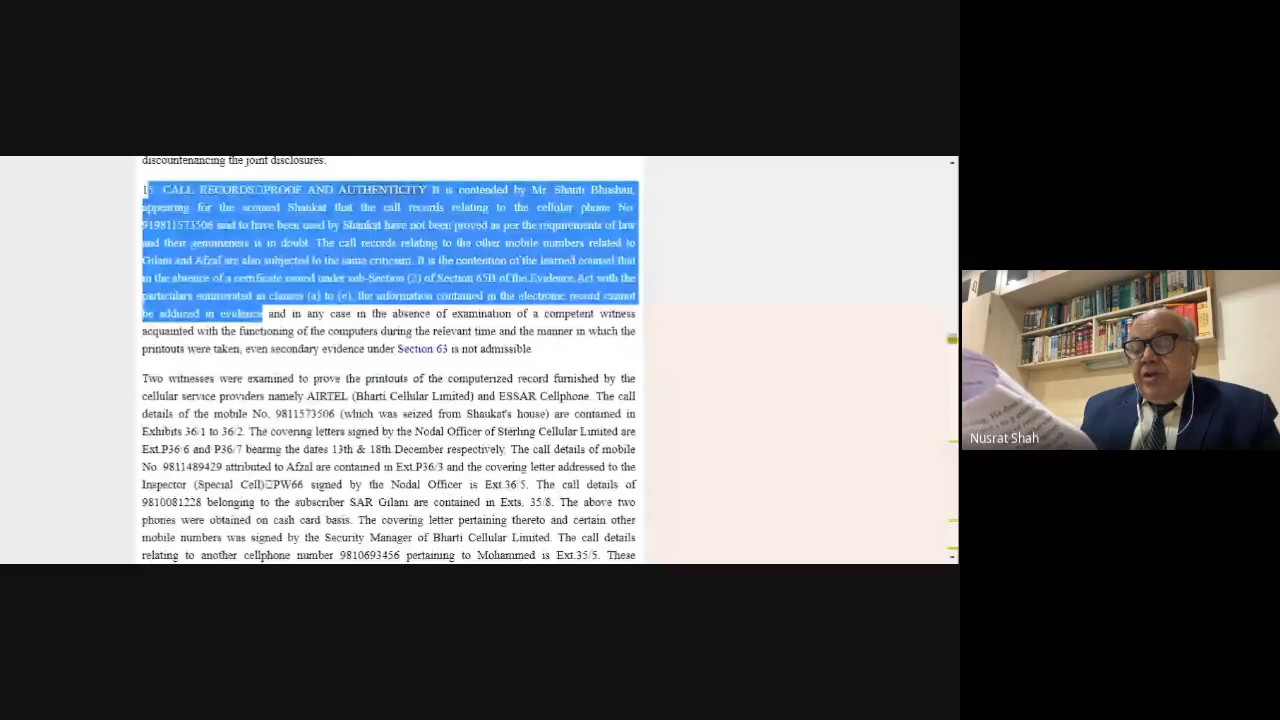 discountenancing the joint disclosures.
15. CALL RECORDS□PROOF AND AUTHENTICITY It is contended by Mr. Shanti Bhushan,
appearing for the accused Shaukat that the call records relating to the cellular phone No.
919811573506 said to have been used by Shaukat have not been proved as per the requirements of law
and their genuineness is in doubt. The call records relating to the other mobile numbers related to
Gilani and Afzal are also subjected to the same criticism. It is the contention of the learned counsel that
in the absence of a certificate issued under sub-Section (2) of Section 65B of the Evidence Act with the
particulars enumerated in clauses (a) to (e), the information contained in the electronic record cannot
be adduced in evidence and in any case in the absence of examination of a competent witness
acquainted with the functioning of the computers during the relevant time and the manner in which the
printouts were taken, even secondary evidence under Section 63 is not admissible.
Two witnesses were examined to prove the printouts of the computerized record furnished by the
cellular service providers namely AIRTEL (Bharti Cellular Limited) and ESSAR Cellphone. The call
details of the mobile No. 9811573506 (which was seized from Shaukat's house) are contained in
Exhibits 36/1 to 36/2. The covering letters signed by the Nodal Officer of Sterling Cellular Limited are
Ext.P36/6 and P36/7 bearing the dates 13th & 18th December respectively. The call details of mobile
No. 9811489429 attributed to Afzal are contained in Ext.P36/3 and the covering letter addressed to the
Inspector (Special Cell)□PW66 signed by the Nodal Officer is Ext.36/5. The call details of
9810081228 belonging to the subscriber SAR Gilani are contained in Exts. 35/8. The above two
phones were obtained on cash card basis. The covering letter pertaining thereto and certain other
mobile numbers was signed by the Security Manager of Bharti Cellular Limited. The call details
relating to another cellphone number 9810693456 pertaining to Mohammed is Ext.35/5. These
Nusrat Shah